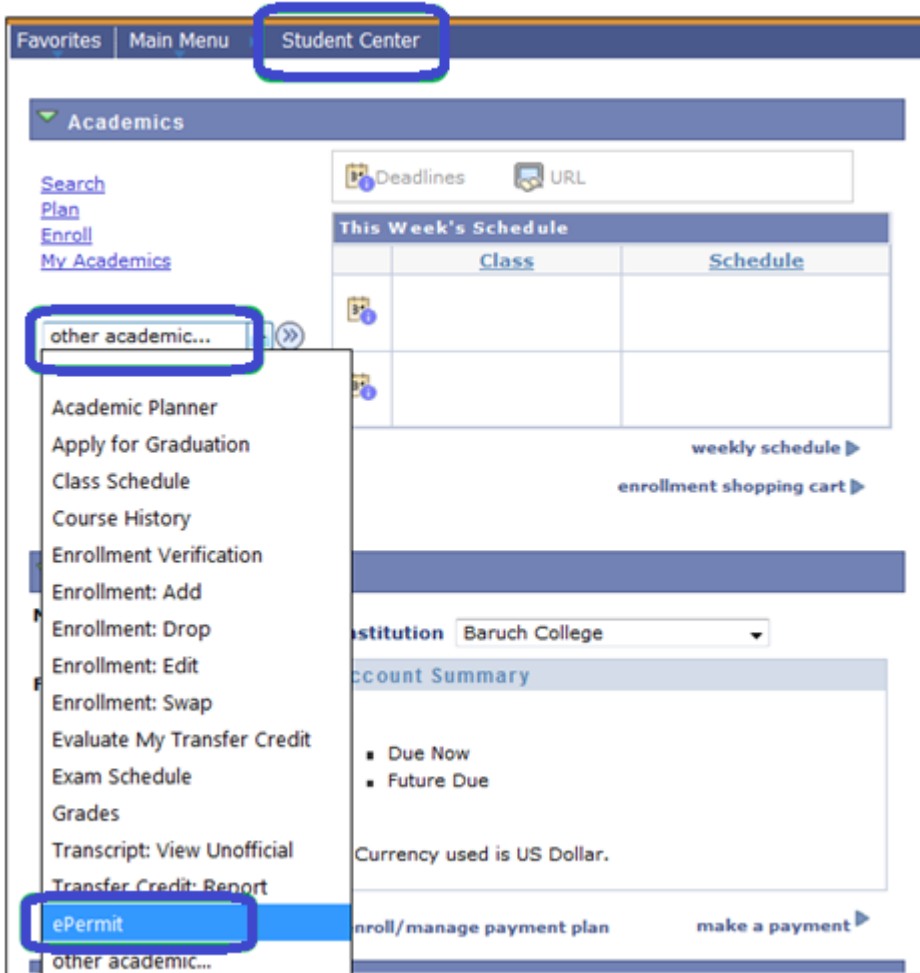 Favorites Main Menu Student Center
Academics
Search
Plan
Enroll
My Academics
Deadlines URL
This Week's Schedule
Class Schedule
other academic...
weekly schedule
enrollment shopping cart
Academic Planner
Apply for Graduation
Class Schedule
Course History
Enrollment Verification
Enrollment: Add
Enrollment: Drop
Enrollment: Edit
Enrollment: Swap
Evaluate My Transfer Credit
Exam Schedule
Grades
Transcript: View Unofficial
Transfer Credit: Report
ePermit
other academic...
stitution Baruch College
ccount Summary
Due Now
Future Due
Currency used is US Dollar.
nroll/manage payment plan make a payment